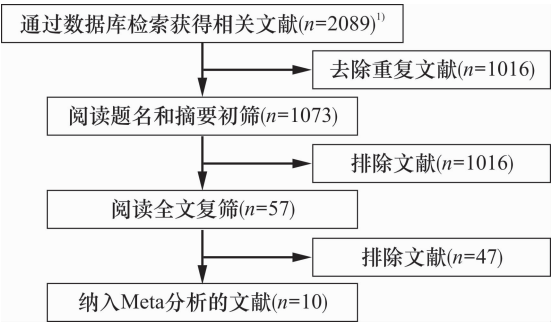 通过数据库检索获得相关文献(n=2089)1)
去除重复文献(n=1016)
阅读题名和摘要初筛(n=1073)
排除文献(n=1016)
阅读全文复筛(n=57)
排除文献(n=47)
纳入Meta分析的文献(n=10)